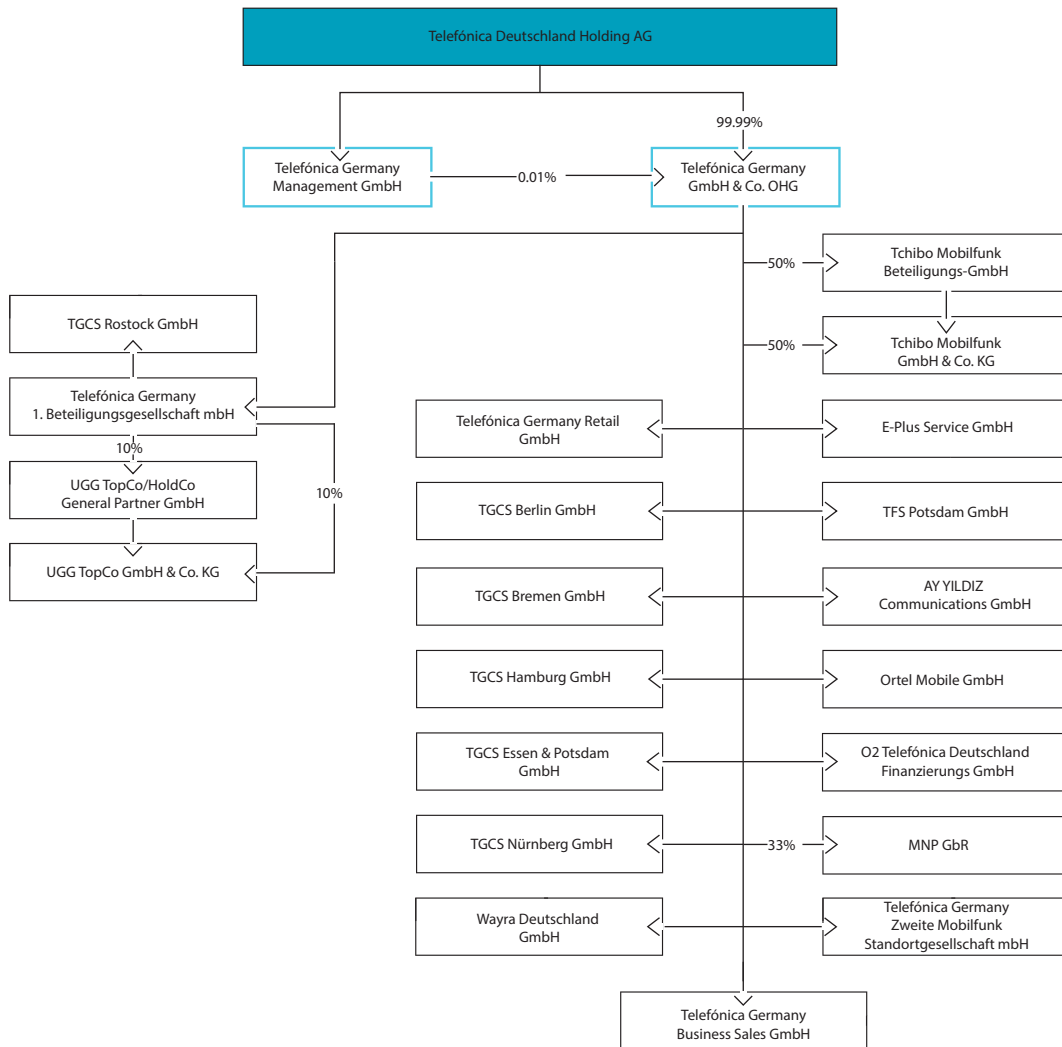 Telefónica Deutschland Holding AG
99.99%
Telefónica Germany
Management GmbH
0.01%
Telefónica Germany
GmbH & Co. OHG
50%
Tchibo Mobilfunk
Beteiligungs-GmbH
TGCS Rostock GmbH
50%
Tchibo Mobilfunk
GmbH & Co. KG
Telefónica Germany
1. Beteiligungsgesellschaft mbH
10%
UGG TopCo/HoldCo
General Partner GmbH
10%
UGG TopCo GmbH & Co. KG
Telefónica Germany Retail
GmbH
E-Plus Service GmbH
TGCS Berlin GmbH
TFS Potsdam GmbH
TGCS Bremen GmbH
AY YILDIZ
Communications GmbH
TGCS Hamburg GmbH
Ortel Mobile GmbH
TGCS Essen & Potsdam
GmbH
O2 Telefónica Deutschland
Finanzierungs GmbH
TGCS Nürnberg GmbH
33%
MNP GbR
Wayra Deutschland
GmbH
Telefónica Germany
Zweite Mobilfunk
Standortgesellschaft mbH
Telefónica Germany
Business Sales GmbH